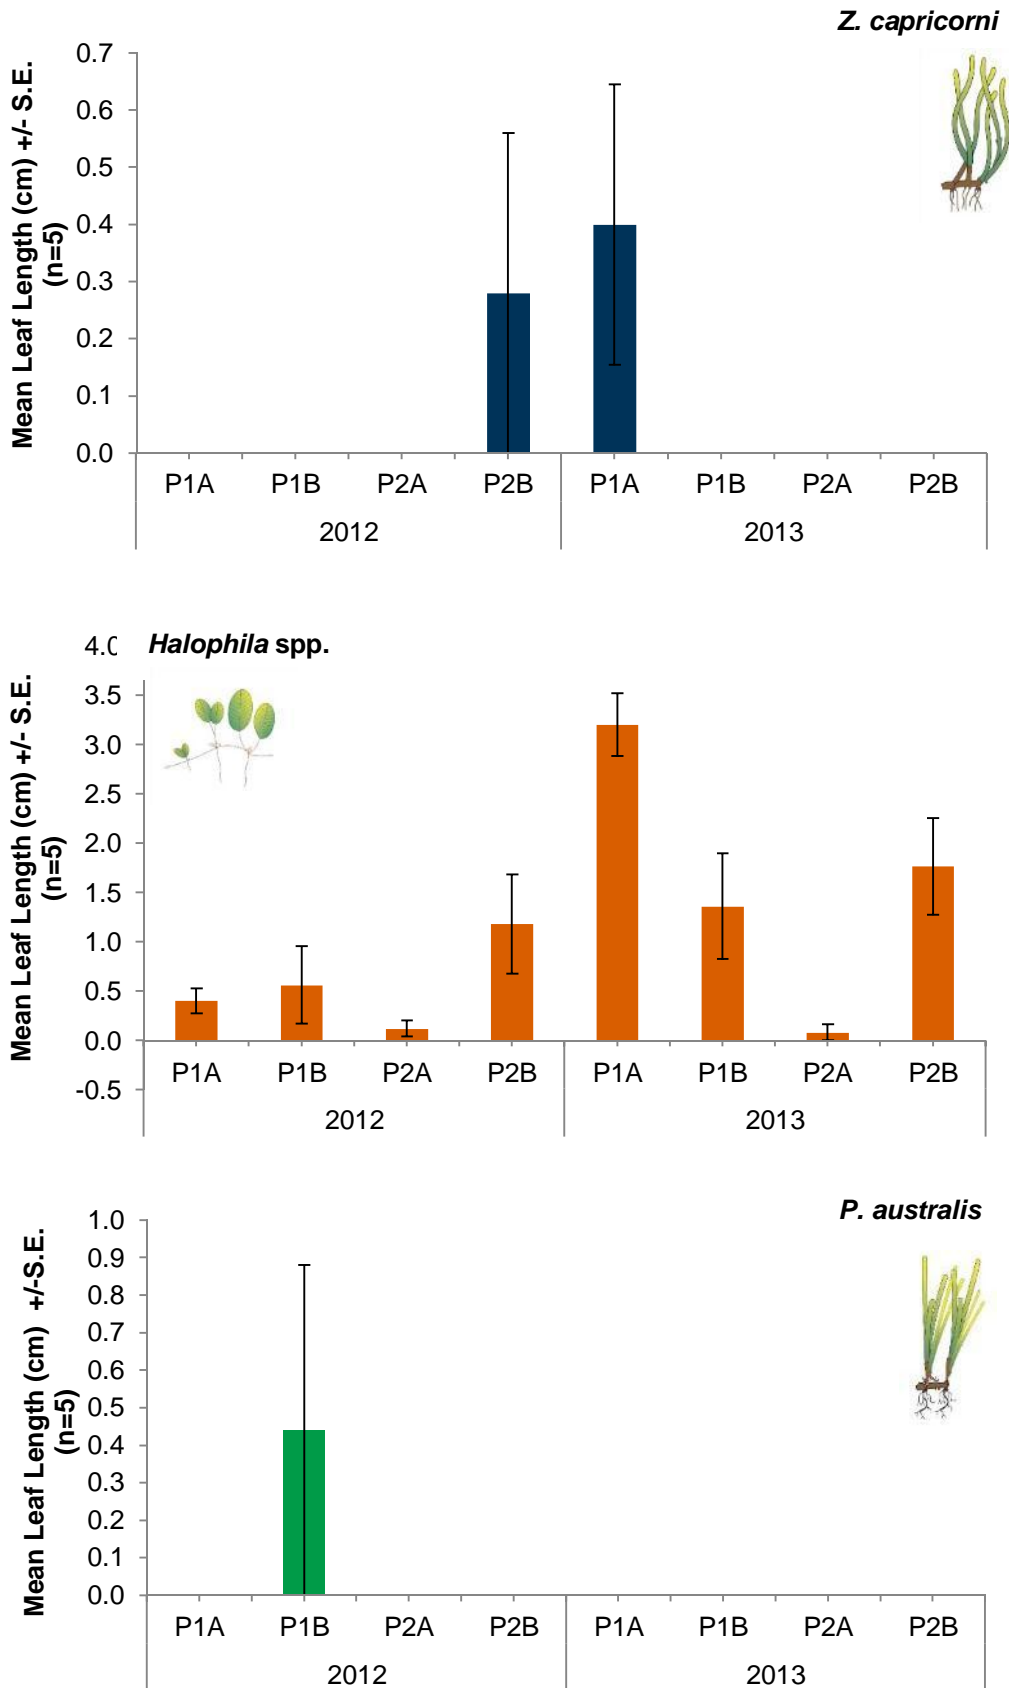 Z. capricorni
Mean Leaf Length (cm) +/- S.E.
(n=5)
0.7
0.6
0.5
0.4
0.3
0.2
0.1
0.0
P1A P1B P2A P2B P1A P1B P2A P2B
2012 2013
Halophila spp.
Mean Leaf Length (cm) +/- S.E.
(n=5)
4.0
3.5
3.0
2.5
2.0
1.5
1.0
0.5
0.0
-0.5
P1A P1B P2A P2B P1A P1B P2A P2B
2012 2013
P. australis
Mean Leaf Length (cm) +/-S.E.
(n=5)
1.0
0.9
0.8
0.7
0.6
0.5
0.4
0.3
0.2
0.1
0.0
P1A P1B P2A P2B P1A P1B P2A P2B
2012 2013